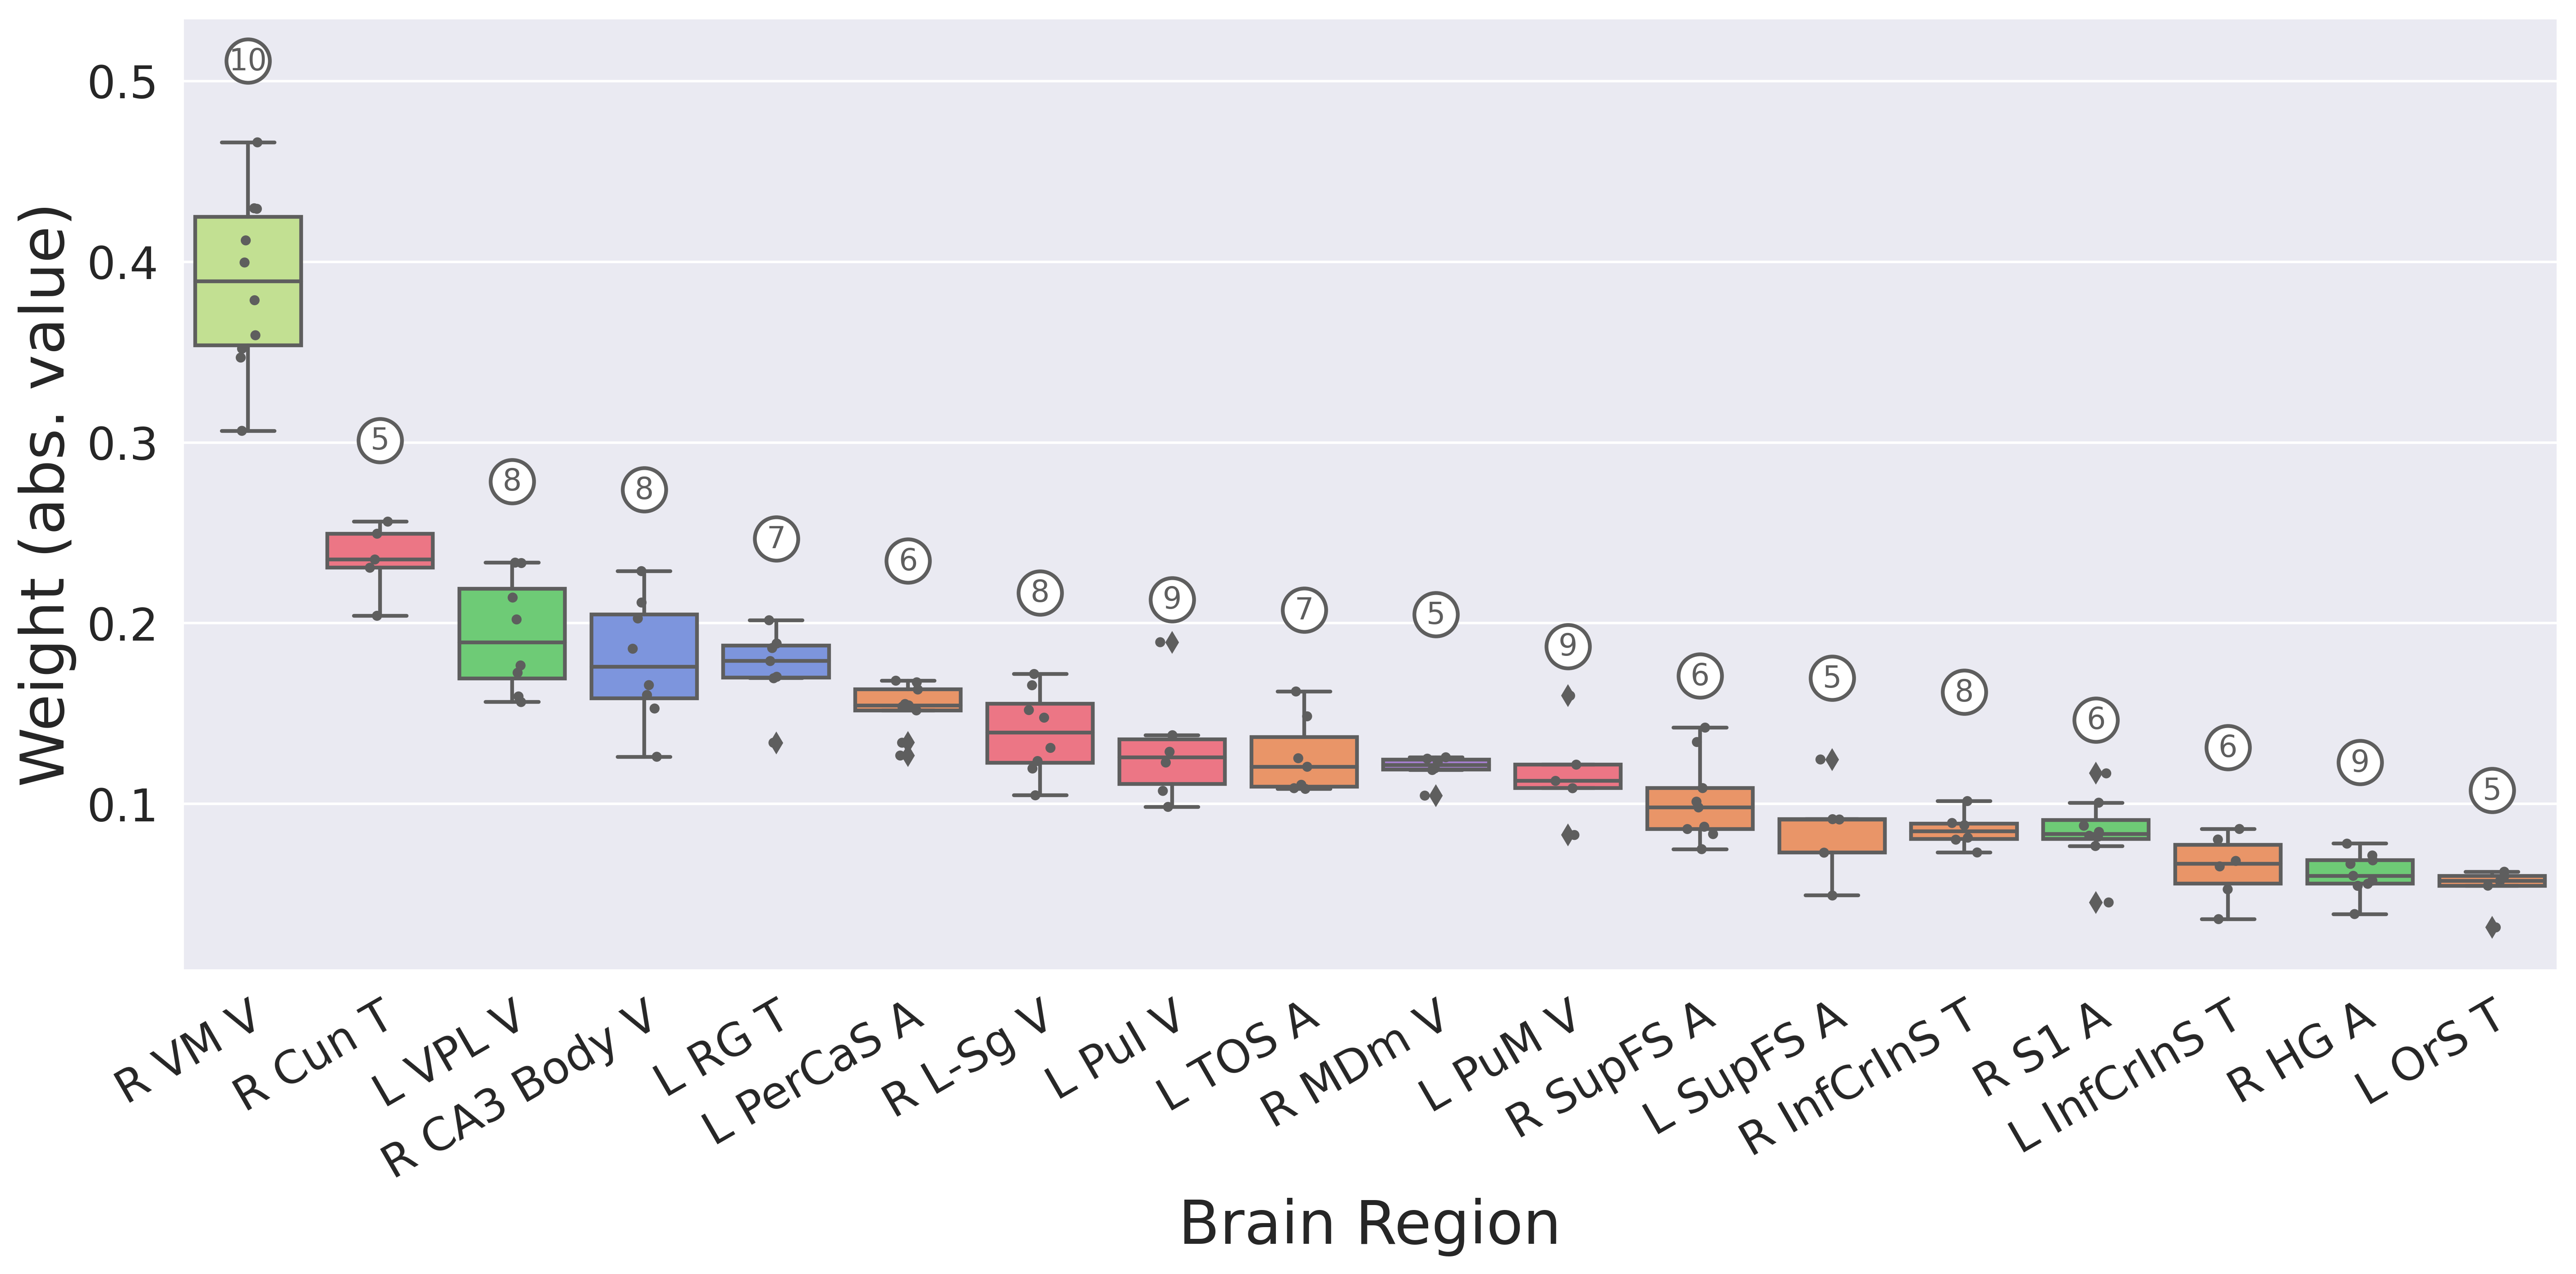 Weight (abs. value)
0.5
0.4
0.3
0.2
0.1
10
5
8
8
7
6
8
9
7
5
9
6
5
8
6
6
9
5
R VM V
R Cun T
L VPL V
R CA3 Body V
L RG T
L PerCaS A
R L-Sg V
L Pul V
L TOS A
R MDm V
L PuM V
R SupFS A
L SupFS A
R InfCrInS T
R S1 A
L InfCrInS T
R HG A
L OrS T
Brain Region